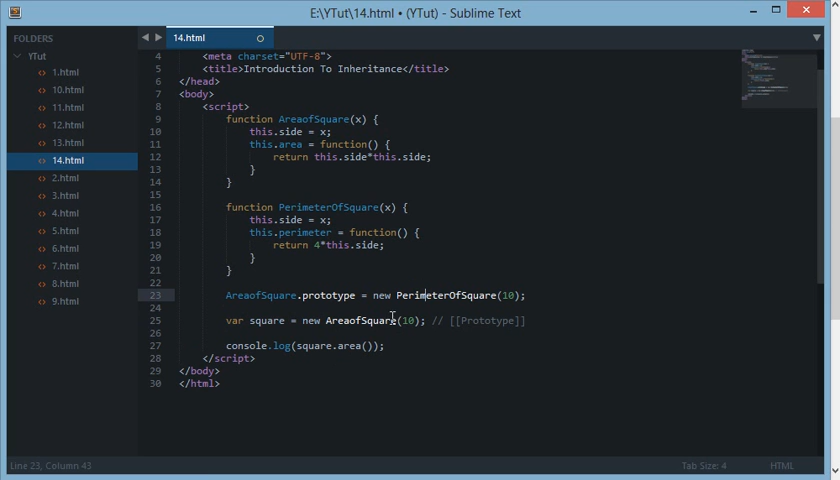 E:\YTut\14.html • (YTut) - Sublime Text
FOLDERS
YTut
1.html
10.html
11.html
12.html
13.html
14.html
2.html
3.html
4.html
5.html
6.html
7.html
8.html
9.html
14.html
4 <meta charset="UTF-8">
5 <title>Introduction To Inheritance</title>
6 </head>
7 <body>
8 <script>
9 function AreaofSquare(x) {
10 this.side = x;
11 this.area = function() {
12 return this.side*this.side;
13 }
14 }
15
16 function PerimeterOfSquare(x) {
17 this.side = x;
18 this.perimeter = function() {
19 return 4*this.side;
20 }
21 }
22
23 AreaofSquare.prototype = new PerimeterOfSquare(10);
24
25 var square = new AreaofSquare(10); // [[Prototype]]
26
27 console.log(square.area());
28 </script>
29 </body>
30 </html>
Line 23, Column 43
Tab Size: 4
HTML